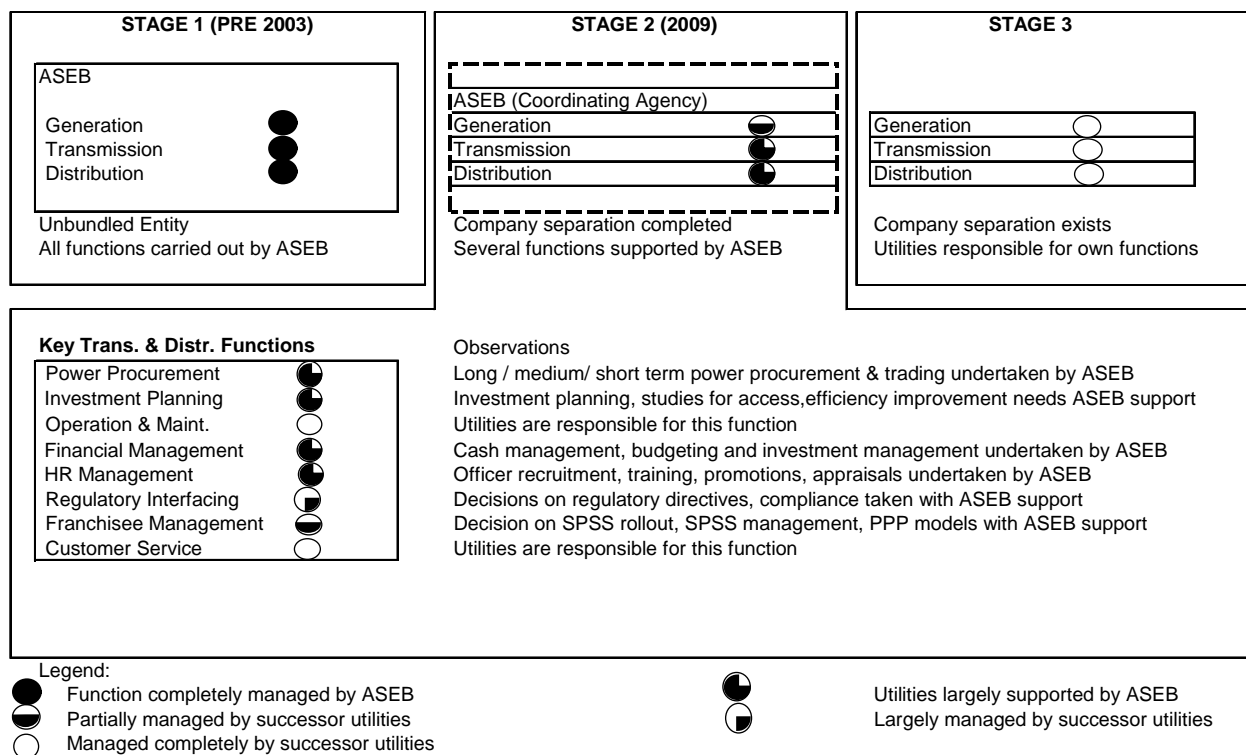 STAGE 1 (PRE 2003)
ASEB
Generation
Transmission
Distribution
Unbundled Entity
All functions carried out by ASEB
STAGE 2 (2009)
ASEB (Coordinating Agency)
Generation
Transmission
Distribution
Company separation completed
Several functions supported by ASEB
STAGE 3
Generation
Transmission
Distribution
Company separation exists
Utilities responsible for own functions
Key Trans. & Distr. Functions Observations
Power Procurement Long / medium/ short term power procurement & trading undertaken by ASEB
Investment Planning Investment planning, studies for access,efficiency improvement needs ASEB support
Operation & Maint. Utilities are responsible for this function
Financial Management Cash management, budgeting and investment management undertaken by ASEB
HR Management Officer recruitment, training, promotions, appraisals undertaken by ASEB
Regulatory Interfacing Decisions on regulatory directives, compliance taken with ASEB support
Franchisee Management Decision on SPSS rollout, SPSS management, PPP models with ASEB support
Customer Service Utilities are responsible for this function
Legend:
Function completely managed by ASEB
Partially managed by successor utilities
Managed completely by successor utilities
Utilities largely supported by ASEB
Largely managed by successor utilities